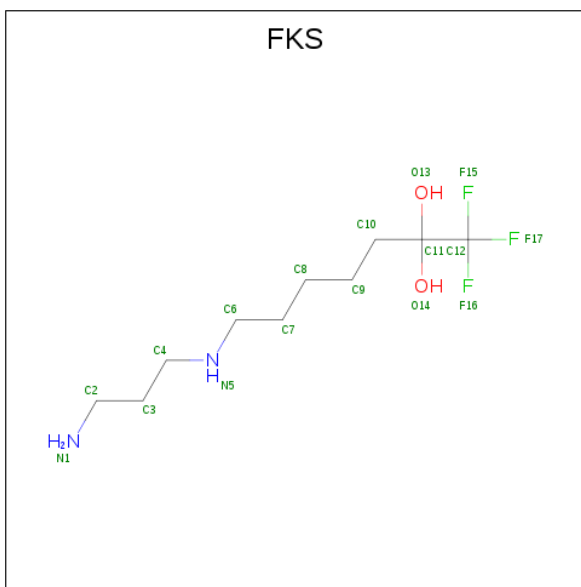 FKS
O13 F15
OH F
C10
F F17
C11 C12
C8
OH F
C9
O14 F16
C6
C7
C4
N
H
N5
C2
C3
H2N
N1